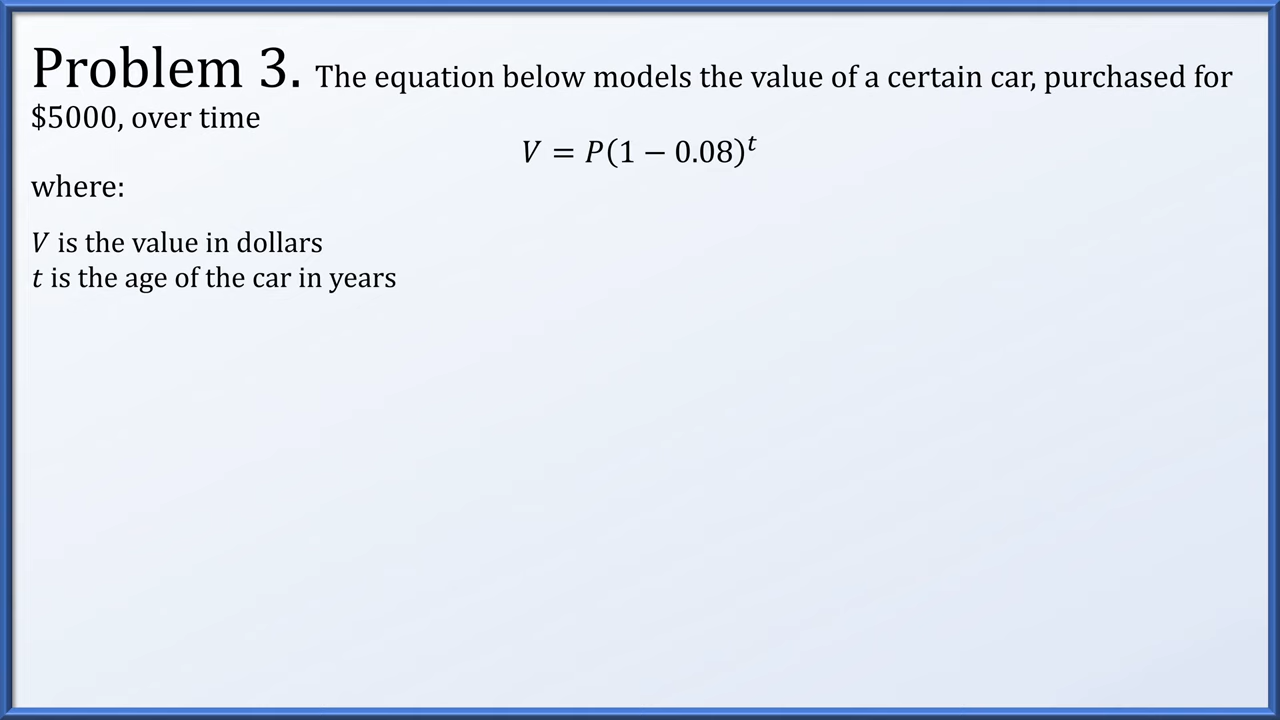 Problem 3. The equation below models the value of a certain car, purchased for
$5000, over time
V = P(1 − 0.08)^t
where:
V is the value in dollars
t is the age of the car in years